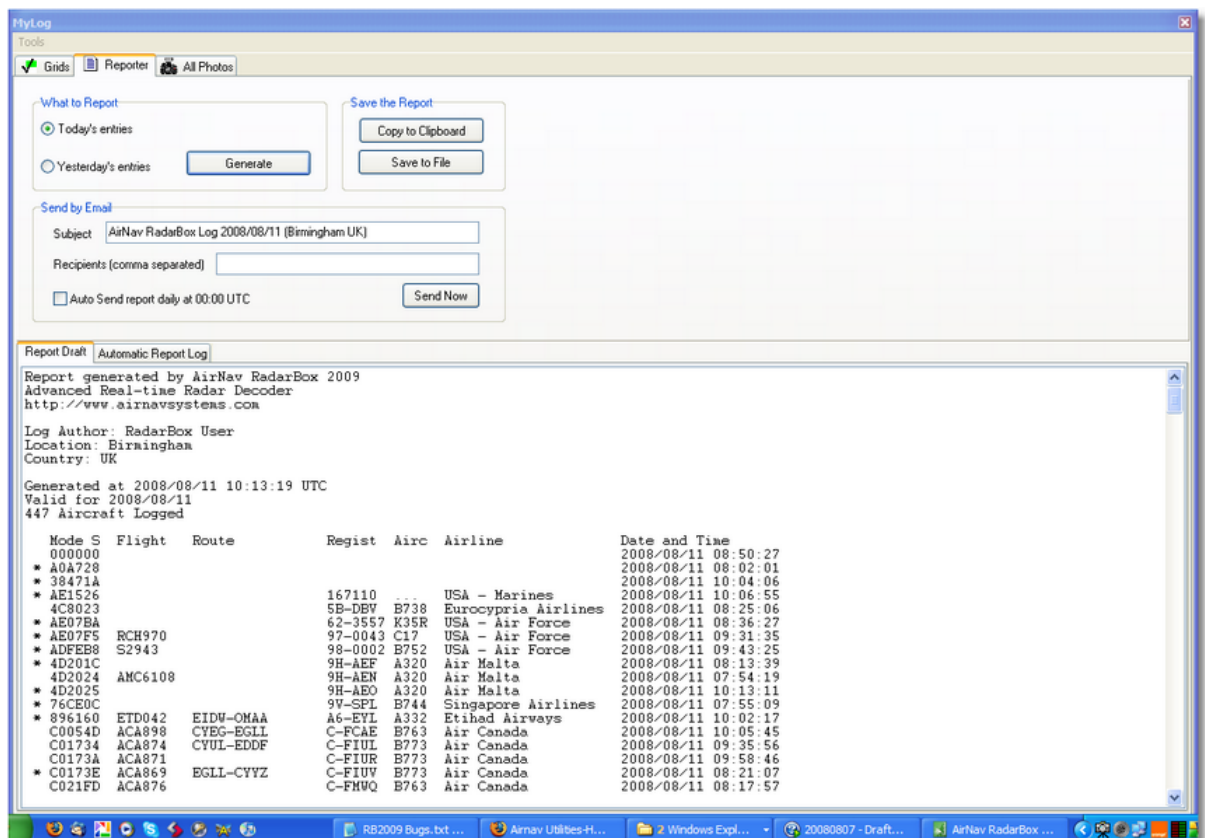 MyLog
Tools
Grids Reporter All Photos
What to Report
Today's entries
Yesterday's entries
Generate
Save the Report
Copy to Clipboard
Save to File
Send by Email
Subject AirNav RadarBox Log 2008/08/11 (Birmingham UK)
Recipients (comma separated)
Auto Send report daily at 00:00 UTC
Send Now
Report Draft Automatic Report Log
Report generated by AirNav RadarBox 2009
Advanced Real-time Radar Decoder
http://www.airnavsystems.com
Log Author: RadarBox User
Location: Birmingham
Country: UK
Generated at 2008/08/11 10:13:19 UTC
Valid for 2008/08/11
447 Aircraft Logged
Mode S Flight Route Regist Airc Airline Date and Time
000000 2008/08/11 08:50:27
* A0A728 2008/08/11 08:02:01
* 38471A 2008/08/11 10:04:06
* AE1526 167110 ... USA - Marines 2008/08/11 10:06:55
4C8023 5B-DBV B738 Eurocypria Airlines 2008/08/11 08:25:06
* AE07BA 62-3557 K35R USA - Air Force 2008/08/11 08:36:27
* AE07F5 RCH970 97-0043 C17 USA - Air Force 2008/08/11 09:31:35
* ADFEB8 S2943 98-0002 B752 USA - Air Force 2008/08/11 09:43:25
* 4D201C 9H-AEF A320 Air Malta 2008/08/11 08:13:39
4D2024 AMC6108 9H-AEN A320 Air Malta 2008/08/11 07:54:19
* 4D2025 9H-AEO A320 Air Malta 2008/08/11 10:13:11
* 76CE0C 9V-SPL B744 Singapore Airlines 2008/08/11 07:55:09
* 896160 ETD042 EIDW-OMAA A6-EYL A332 Etihad Airways 2008/08/11 10:02:17
C0054D ACA898 CYEG-EGLL C-FCAE B763 Air Canada 2008/08/11 10:05:45
C01734 ACA874 CYUL-EDDF C-FIUL B773 Air Canada 2008/08/11 09:35:56
C0173A ACA871 C-FIUR B773 Air Canada 2008/08/11 09:58:46
* C0173E ACA869 EGLL-CYYZ C-FIUV B773 Air Canada 2008/08/11 08:21:07
C021FD ACA876 C-FMWQ B763 Air Canada 2008/08/11 08:17:57
RB2009 Bugs.txt ... Airnav Utilities-H... 2 Windows Expl... 20080807 - Draft... AirNav RadarBox ...